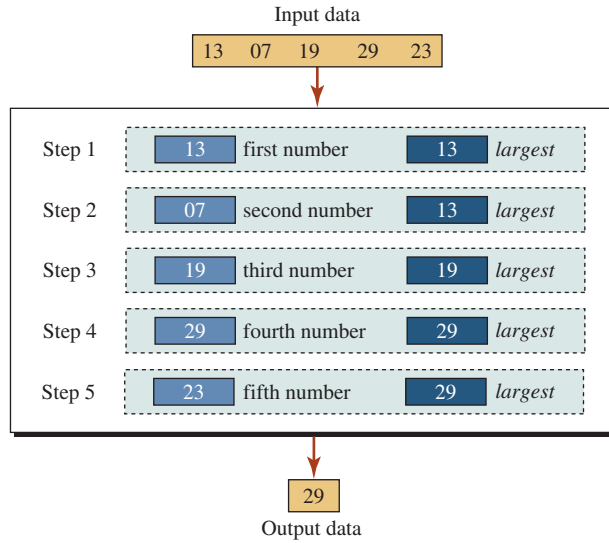 Input data
13 07 19 29 23
Step 1 13 first number 13 largest
Step 2 07 second number 13 largest
Step 3 19 third number 19 largest
Step 4 29 fourth number 29 largest
Step 5 23 fifth number 29 largest
29
Output data